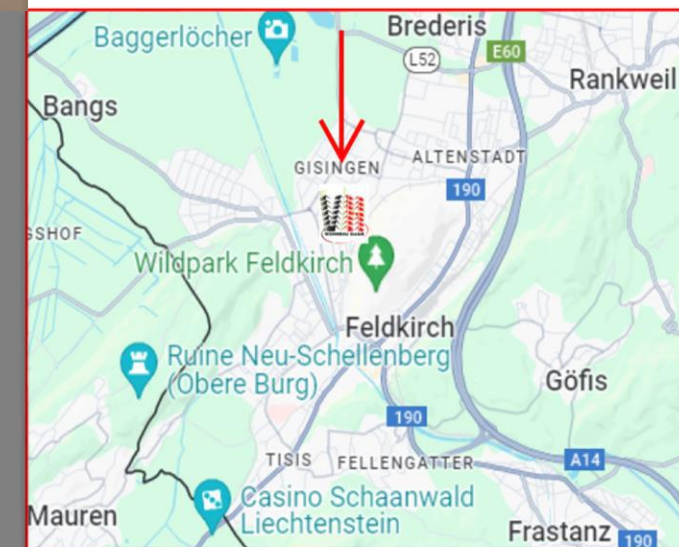 Baggerlöcher
Brederis
L52
E60
Rankweil
Bangs
GISINGEN
ALTENSTADT
190
Wildpark Feldkirch
Feldkirch
Ruine Neu-Schellenberg
(Obere Burg)
Göfis
190
TISIS
FELLENGATTER
A14
Casino Schaanwald
Liechtenstein
Mauren
Frastanz
190